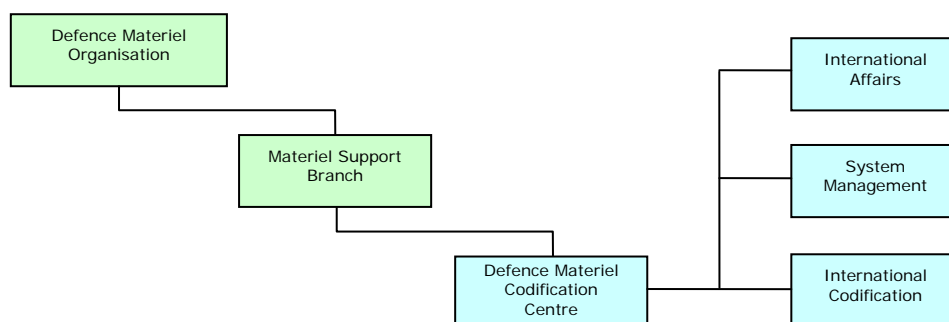 Defence Materiel
Organisation
Materiel Support
Branch
Defence Materiel
Codification
Centre
International
Affairs
System
Management
International
Codification